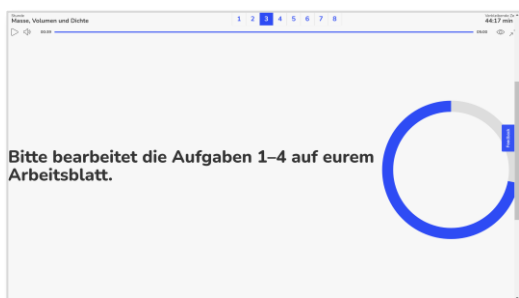 Masse, Volumen und Dichte
1 2 3 4 5 6 7 8
44:17 min
Feedback
Bitte bearbeitet die Aufgaben 1–4 auf eurem
Arbeitsblatt.